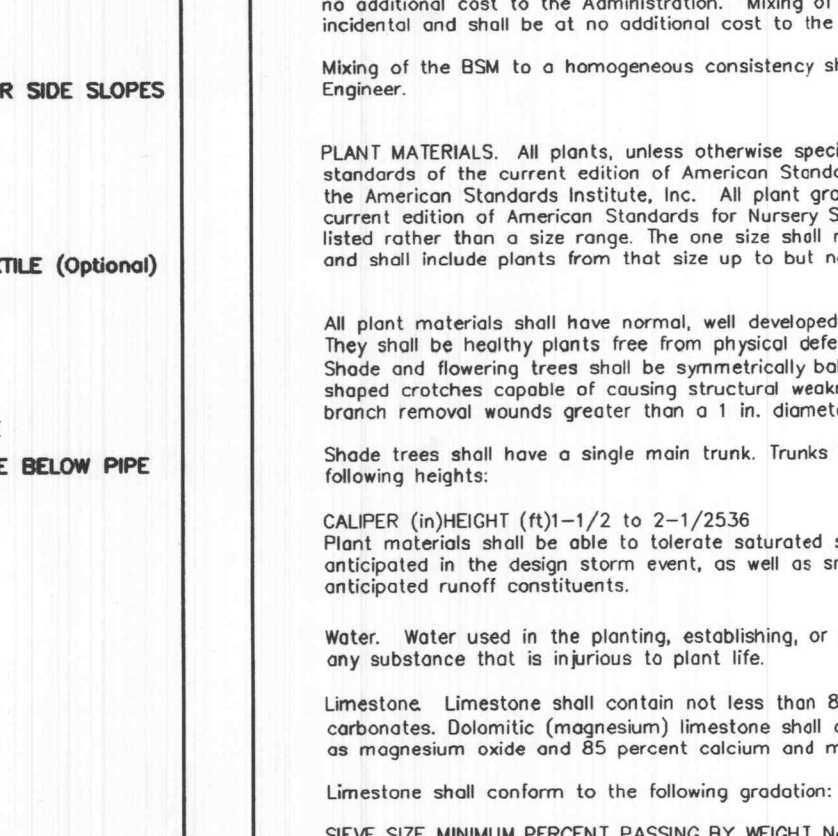 R SIDE SLOPES
TILE (Optional)
E BELOW PIPE
no additional cost to the Administration. Mixing of
incidental and shall be at no additional cost to the
Mixing of the BSM to a homogeneous consistency sh
Engineer.
PLANT MATERIALS. All plants, unless otherwise speci
standards of the current edition of American Standa
the American Standards Institute, Inc. All plant gra
current edition of American Standards for Nursery S
listed rather than a size range. The one size shall
and shall include plants from that size up to but n
All plant materials shall have normal, well developed
They shall be healthy plants free from physical defe
Shade and flowering trees shall be symmetrically bal
shaped crotches capable of causing structural weak
branch removal wounds greater than a 1 in. diamet
Shade trees shall have a single main trunk. Trunks
following heights:
CALIPER (in)HEIGHT (ft)1-1/2 to 2-1/2536
Plant materials shall be able to tolerate saturated s
anticipated in the design storm event, as well as sn
anticipated runoff constituents.
Water. Water used in the planting, establishing, or
any substance that is injurious to plant life.
Limestone. Limestone shall contain not less than 8
carbonates. Dolomitic (magnesium) limestone shall c
as magnesium oxide and 85 percent calcium and m
Limestone shall conform to the following gradation:
SIEVE SIZE MINIMUM PERCENT PASSING BY WEIGHT N